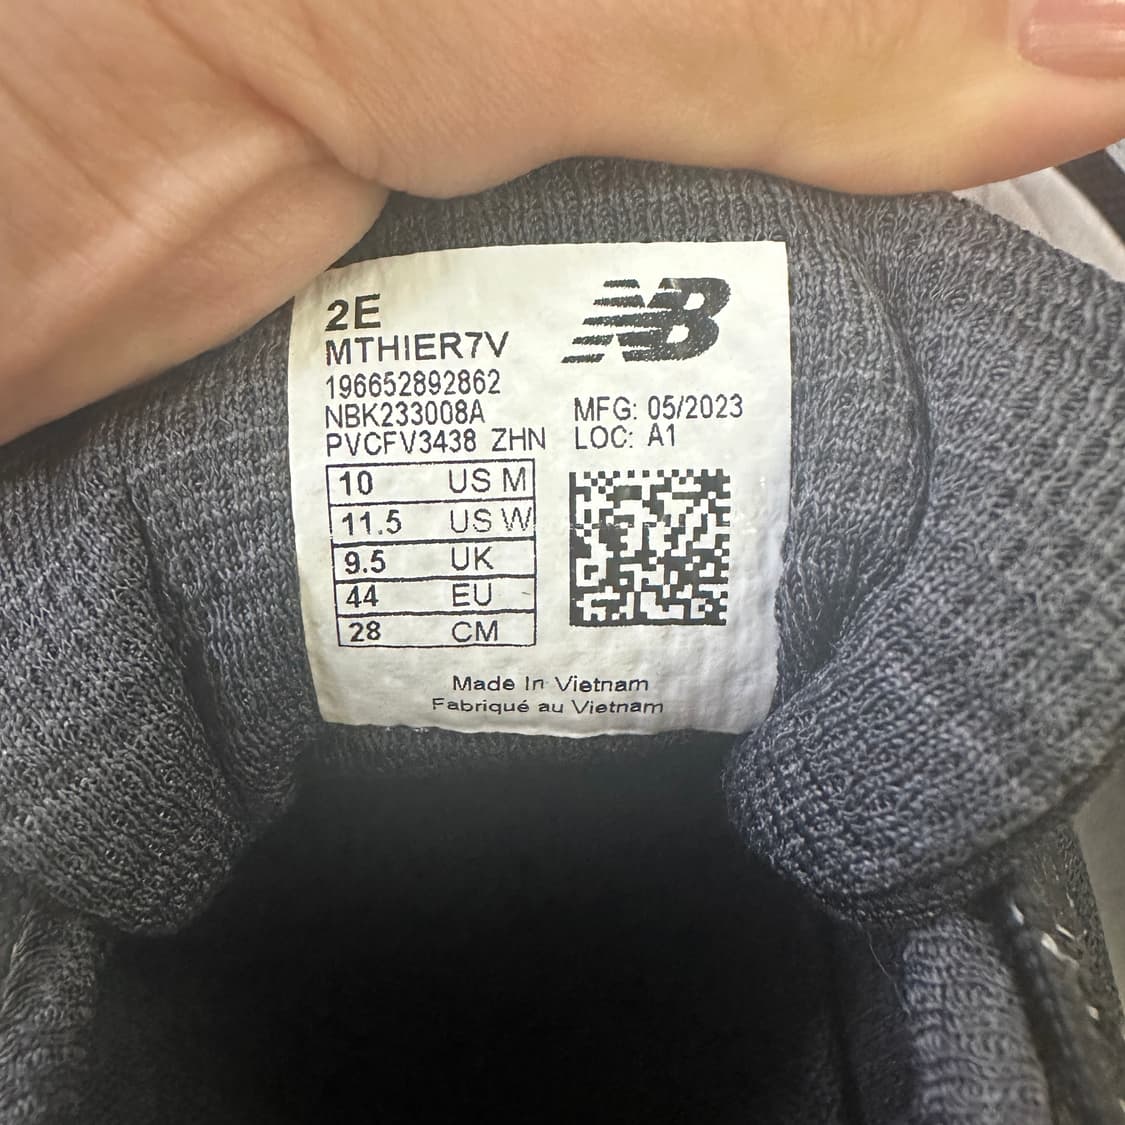 2E
MTHIER7V
196652892862
NBK233008A
PVCFV3438 ZHN
NB
MFG: 05/2023
LOC: A1
10 US M
11.5 US W
9.5 UK
44 EU
28 CM
Made In Vietnam
Fabriqué au Vietnam